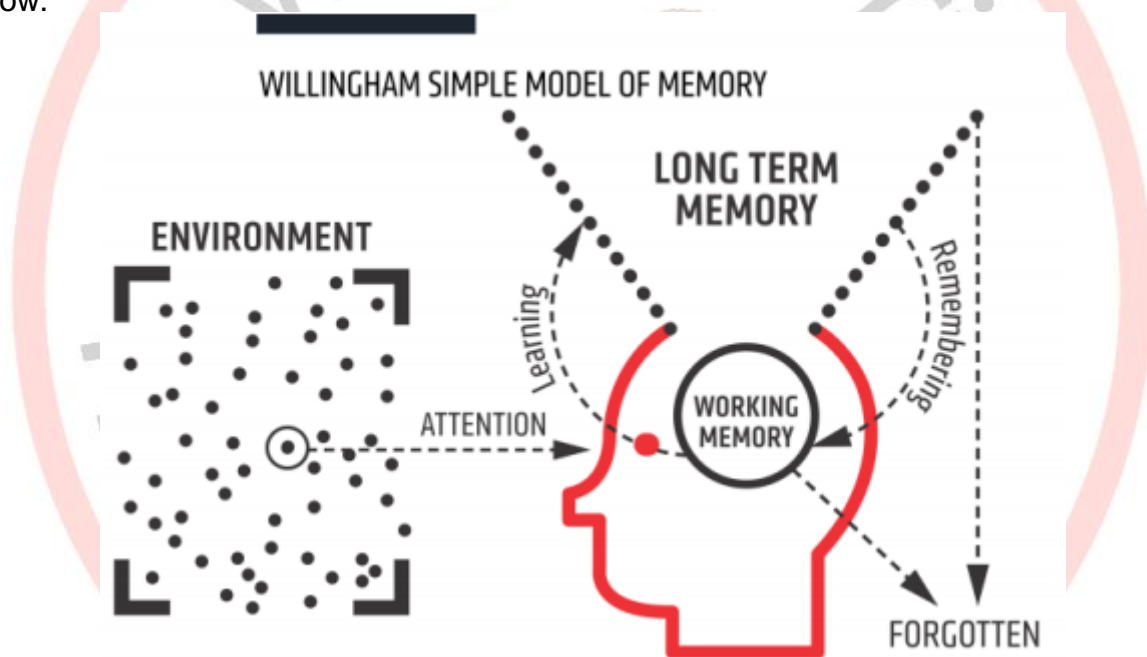 ow:
WILLINGHAM SIMPLE MODEL OF MEMORY
LONG TERM
MEMORY
ENVIRONMENT
Learning
Remembering
ATTENTION
WORKING
MEMORY
FORGOTTEN